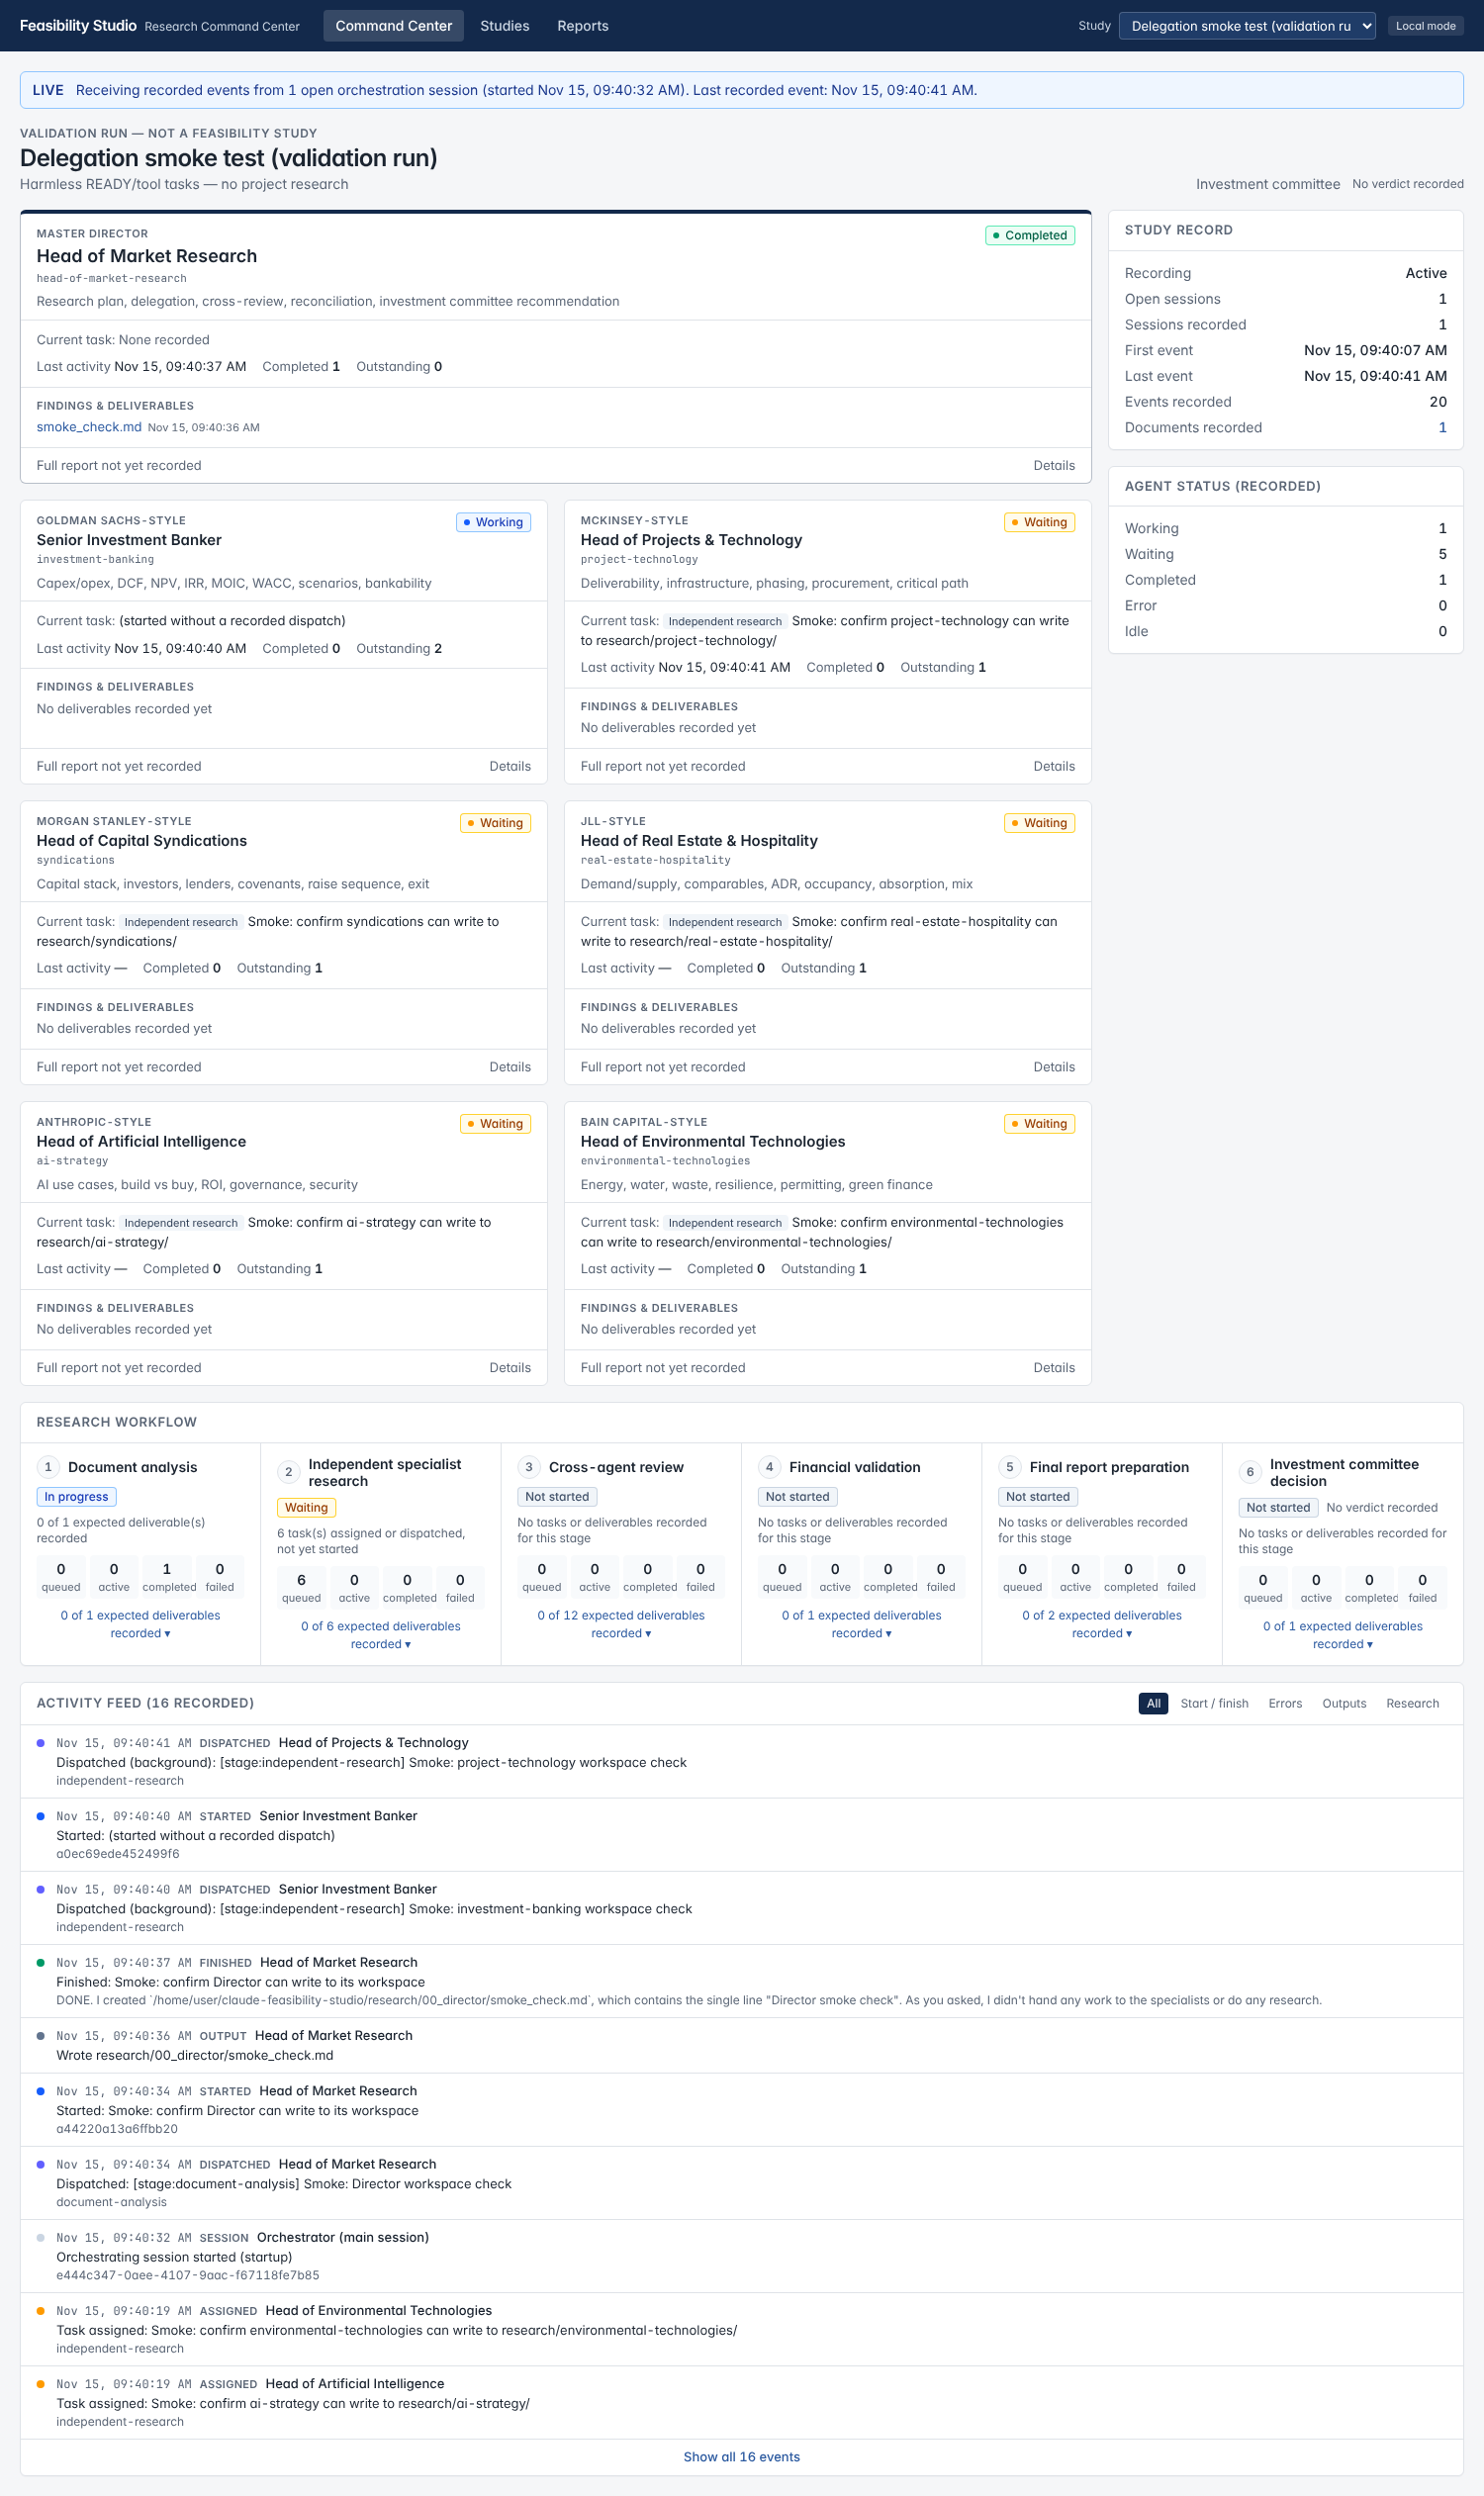 Feasibility Studio Research Command Center Command Center Studies Reports Study Delegation smoke test (validation ru Local mode
LIVE Receiving recorded events from 1 open orchestration session (started Nov 15, 09:40:32 AM). Last recorded event: Nov 15, 09:40:41 AM.
VALIDATION RUN — NOT A FEASIBILITY STUDY
Delegation smoke test (validation run)
Harmless READY/tool tasks — no project research
Investment committee No verdict recorded
MASTER DIRECTOR
Completed
Head of Market Research
head-of-market-research
Research plan, delegation, cross-review, reconciliation, investment committee recommendation
Current task: None recorded
Last activity Nov 15, 09:40:37 AM Completed 1 Outstanding 0
FINDINGS & DELIVERABLES
smoke_check.md Nov 15, 09:40:36 AM
Full report not yet recorded Details
STUDY RECORD
Recording Active
Open sessions 1
Sessions recorded 1
First event Nov 15, 09:40:07 AM
Last event Nov 15, 09:40:41 AM
Events recorded 20
Documents recorded 1
AGENT STATUS (RECORDED)
Working 1
Waiting 5
Completed 1
Error 0
Idle 0
GOLDMAN SACHS-STYLE
Working
Senior Investment Banker
investment-banking
Capex/opex, DCF, NPV, IRR, MOIC, WACC, scenarios, bankability
Current task: (started without a recorded dispatch)
Last activity Nov 15, 09:40:40 AM Completed 0 Outstanding 2
FINDINGS & DELIVERABLES
No deliverables recorded yet
Full report not yet recorded Details
MCKINSEY-STYLE
Waiting
Head of Projects & Technology
project-technology
Deliverability, infrastructure, phasing, procurement, critical path
Current task: Independent research Smoke: confirm project-technology can write
to research/project-technology/
Last activity Nov 15, 09:40:41 AM Completed 0 Outstanding 1
FINDINGS & DELIVERABLES
No deliverables recorded yet
Full report not yet recorded Details
MORGAN STANLEY-STYLE
Waiting
Head of Capital Syndications
syndications
Capital stack, investors, lenders, covenants, raise sequence, exit
Current task: Independent research Smoke: confirm syndications can write to
research/syndications/
Last activity — Completed 0 Outstanding 1
FINDINGS & DELIVERABLES
No deliverables recorded yet
Full report not yet recorded Details
JLL-STYLE
Waiting
Head of Real Estate & Hospitality
real-estate-hospitality
Demand/supply, comparables, ADR, occupancy, absorption, mix
Current task: Independent research Smoke: confirm real-estate-hospitality can
write to research/real-estate-hospitality/
Last activity — Completed 0 Outstanding 1
FINDINGS & DELIVERABLES
No deliverables recorded yet
Full report not yet recorded Details
ANTHROPIC-STYLE
Waiting
Head of Artificial Intelligence
ai-strategy
AI use cases, build vs buy, ROI, governance, security
Current task: Independent research Smoke: confirm ai-strategy can write to
research/ai-strategy/
Last activity — Completed 0 Outstanding 1
FINDINGS & DELIVERABLES
No deliverables recorded yet
Full report not yet recorded Details
BAIN CAPITAL-STYLE
Waiting
Head of Environmental Technologies
environmental-technologies
Energy, water, waste, resilience, permitting, green finance
Current task: Independent research Smoke: confirm environmental-technologies
can write to research/environmental-technologies/
Last activity — Completed 0 Outstanding 1
FINDINGS & DELIVERABLES
No deliverables recorded yet
Full report not yet recorded Details
RESEARCH WORKFLOW
1 Document analysis
In progress
0 of 1 expected deliverable(s)
recorded
0 0 1 0
queued active completed failed
0 of 1 expected deliverables
recorded ▾
2 Independent specialist
research
Waiting
6 task(s) assigned or dispatched,
not yet started
6 0 0 0
queued active completed failed
0 of 6 expected deliverables
recorded ▾
3 Cross-agent review
Not started
No tasks or deliverables recorded
for this stage
0 0 0 0
queued active completed failed
0 of 12 expected deliverables
recorded ▾
4 Financial validation
Not started
No tasks or deliverables recorded
for this stage
0 0 0 0
queued active completed failed
0 of 1 expected deliverables
recorded ▾
5 Final report preparation
Not started
No tasks or deliverables recorded
for this stage
0 0 0 0
queued active completed failed
0 of 2 expected deliverables
recorded ▾
6 Investment committee
decision
Not started No verdict recorded
No tasks or deliverables recorded for
this stage
0 0 0 0
queued active completed failed
0 of 1 expected deliverables
recorded ▾
ACTIVITY FEED (16 RECORDED) All Start / finish Errors Outputs Research
Nov 15, 09:40:41 AM DISPATCHED Head of Projects & Technology
Dispatched (background): [stage:independent-research] Smoke: project-technology workspace check
independent-research
Nov 15, 09:40:40 AM STARTED Senior Investment Banker
Started: (started without a recorded dispatch)
a0ec69ede452499f6
Nov 15, 09:40:40 AM DISPATCHED Senior Investment Banker
Dispatched (background): [stage:independent-research] Smoke: investment-banking workspace check
independent-research
Nov 15, 09:40:37 AM FINISHED Head of Market Research
Finished: Smoke: confirm Director can write to its workspace
DONE. I created `/home/user/claude-feasibility-studio/research/00_director/smoke_check.md`, which contains the single line "Director smoke check". As you asked, I didn't hand any work to the specialists or do any research.
Nov 15, 09:40:36 AM OUTPUT Head of Market Research
Wrote research/00_director/smoke_check.md
Nov 15, 09:40:34 AM STARTED Head of Market Research
Started: Smoke: confirm Director can write to its workspace
a44220a13a6ffbb20
Nov 15, 09:40:34 AM DISPATCHED Head of Market Research
Dispatched: [stage:document-analysis] Smoke: Director workspace check
document-analysis
Nov 15, 09:40:32 AM SESSION Orchestrator (main session)
Orchestrating session started (startup)
e444c347-0aee-4107-9aac-f67118fe7b85
Nov 15, 09:40:19 AM ASSIGNED Head of Environmental Technologies
Task assigned: Smoke: confirm environmental-technologies can write to research/environmental-technologies/
independent-research
Nov 15, 09:40:19 AM ASSIGNED Head of Artificial Intelligence
Task assigned: Smoke: confirm ai-strategy can write to research/ai-strategy/
independent-research
Show all 16 events